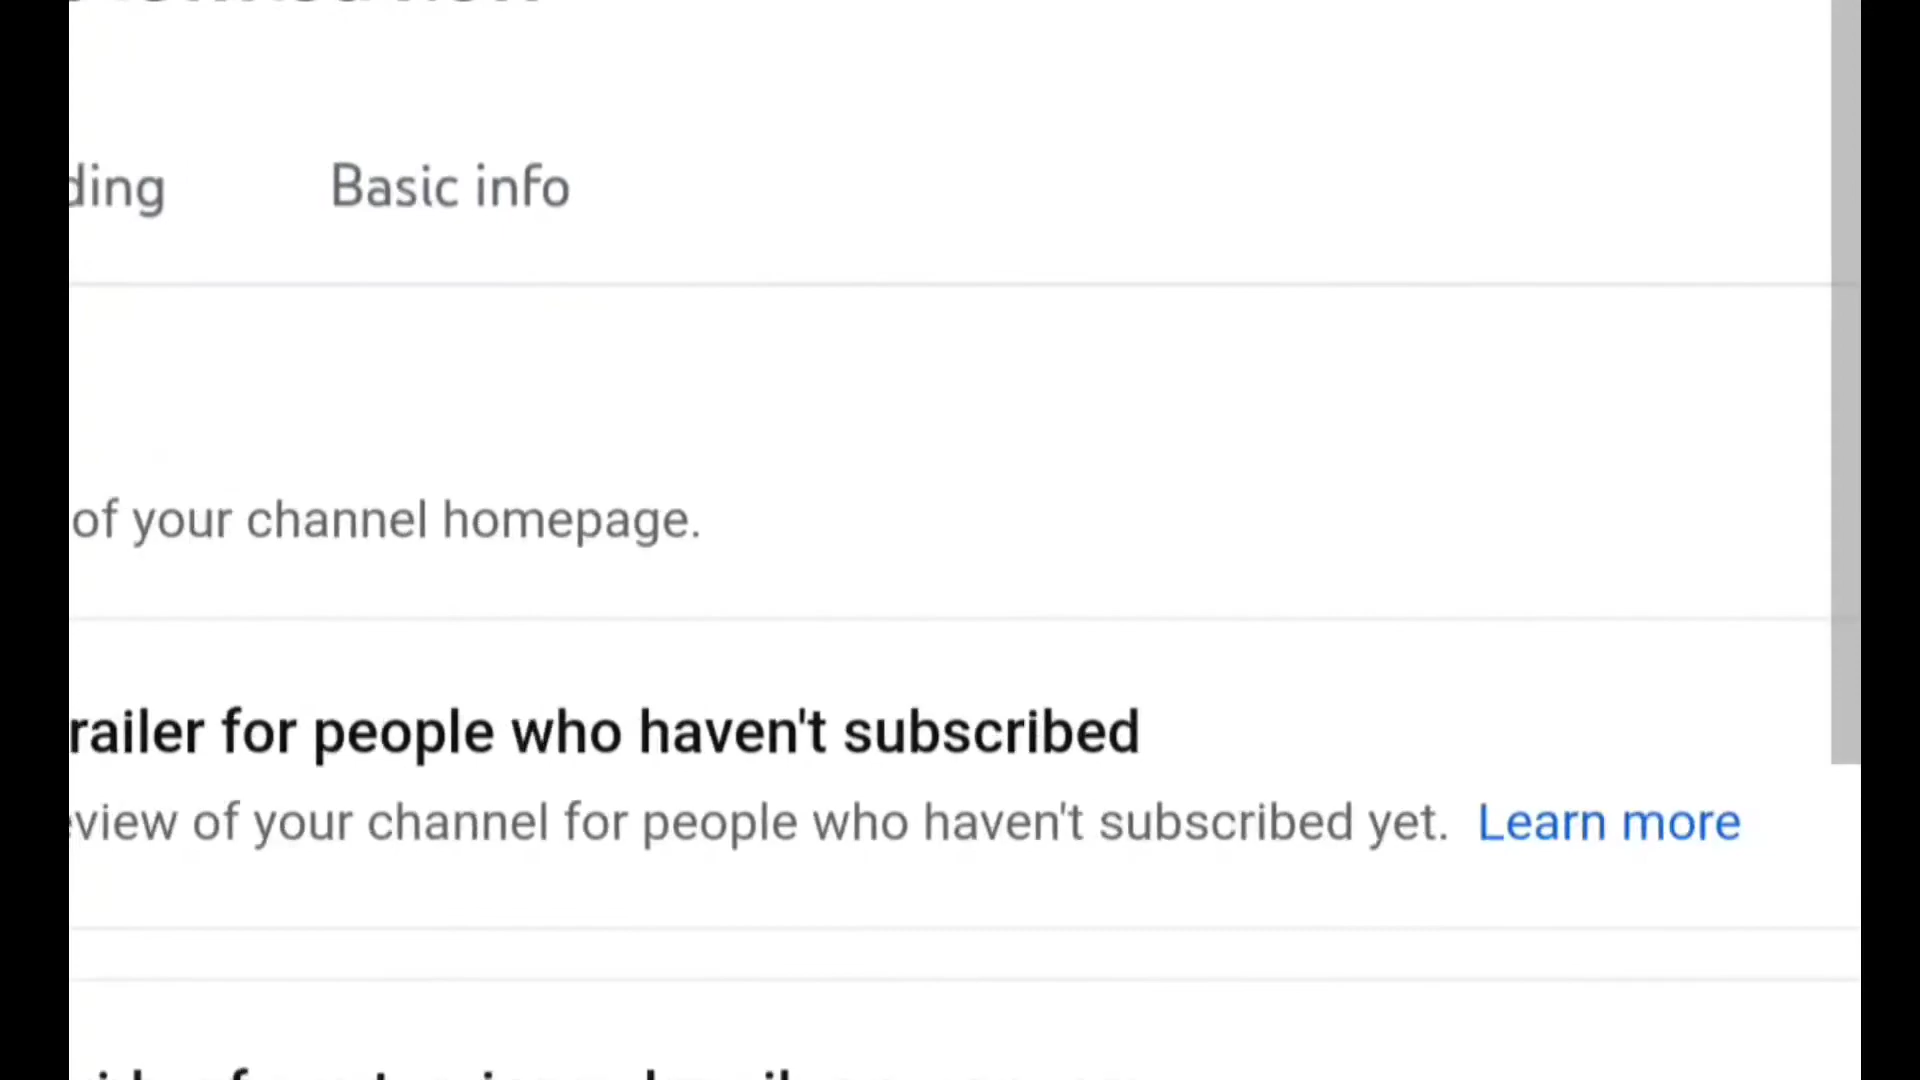 ding Basic info
of your channel homepage.
railer for people who haven't subscribed
view of your channel for people who haven't subscribed yet. Learn more